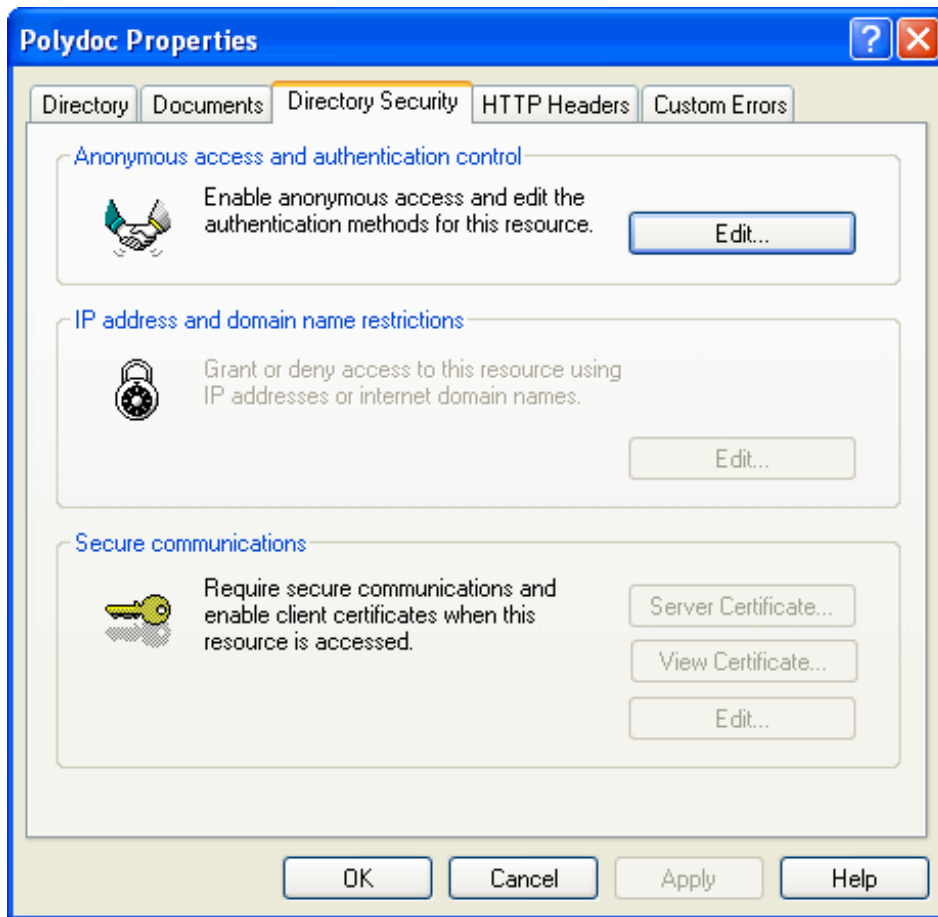 Polydoc Properties
?
Directory
Documents
Directory Security
HTTP Headers
Custom Errors
Anonymous access and authentication control
Enable anonymous access and edit the
authentication methods for this resource.
Edit...
IP address and domain name restrictions
Grant or deny access to this resource using
IP addresses or internet domain names.
Edit...
Secure communications
Require secure communications and
enable client certificates when this
resource is accessed.
Server Certificate...
View Certificate...
Edit...
OK
Cancel
Apply
Help